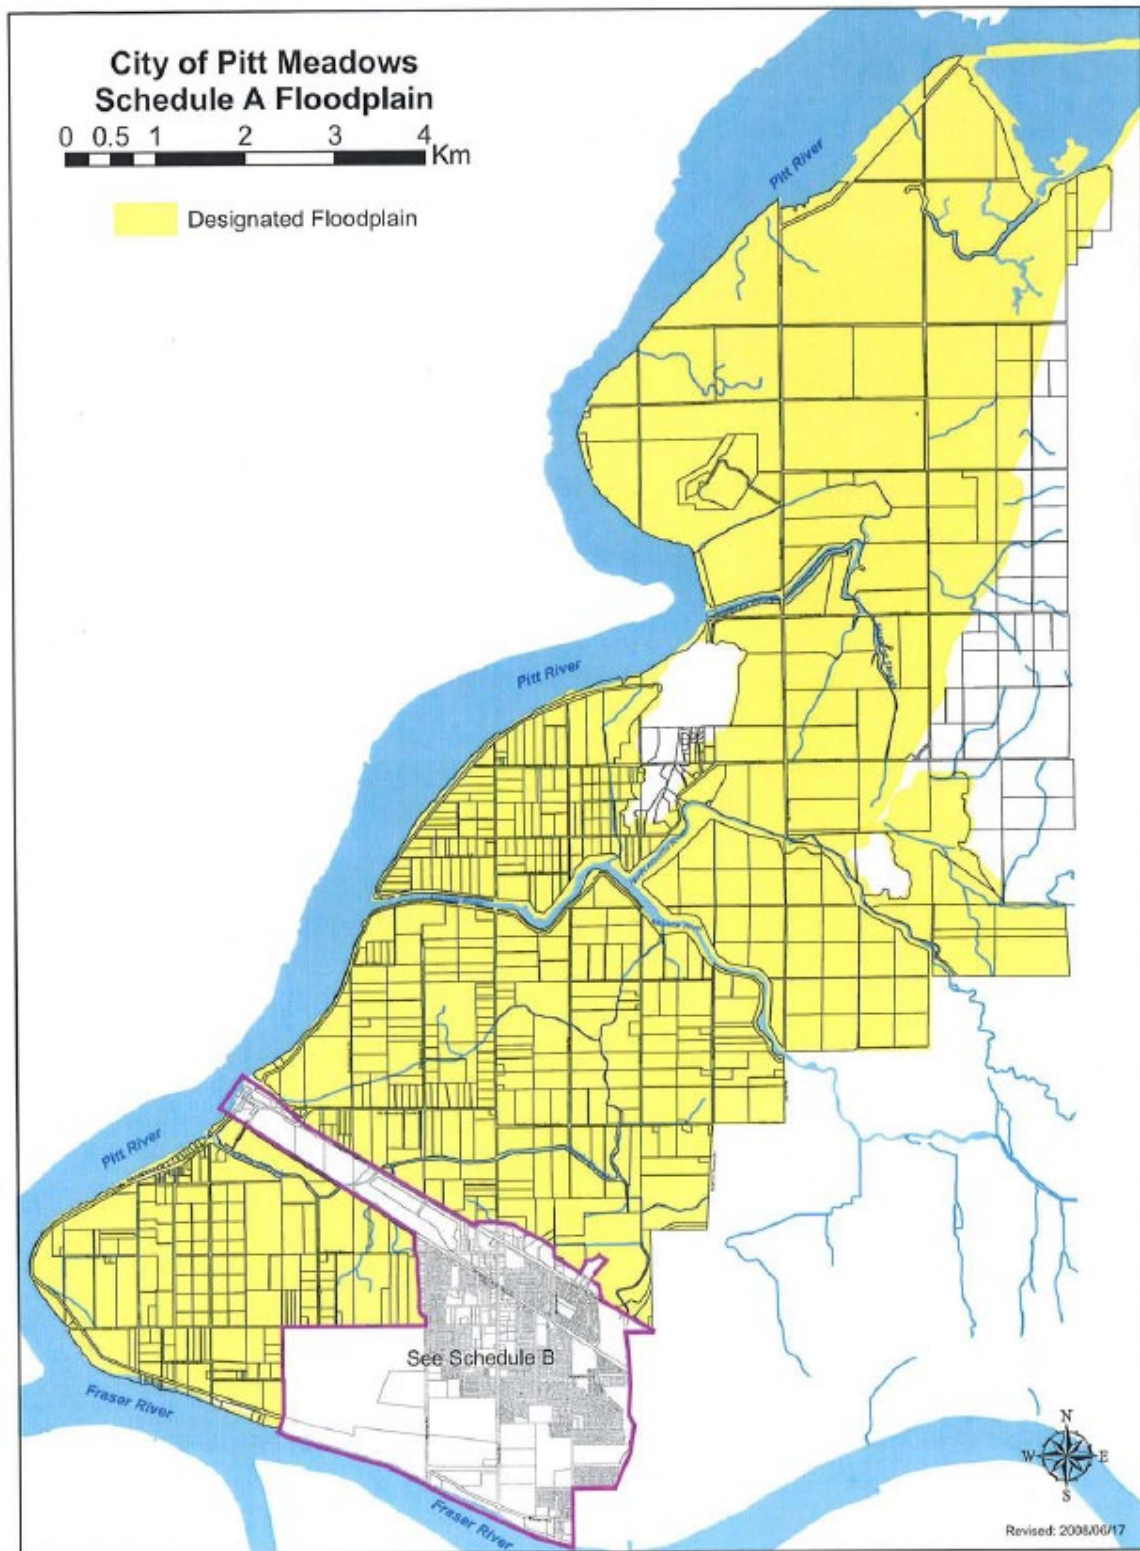 City of Pitt Meadows
Schedule A Floodplain
0 0.5 1 2 3 4
Km
Designated Floodplain
Pitt River
Pitt River
Pitt River
See Schedule B
Fraser River
Fraser River
N
W E
S
Revised: 2008/06/17